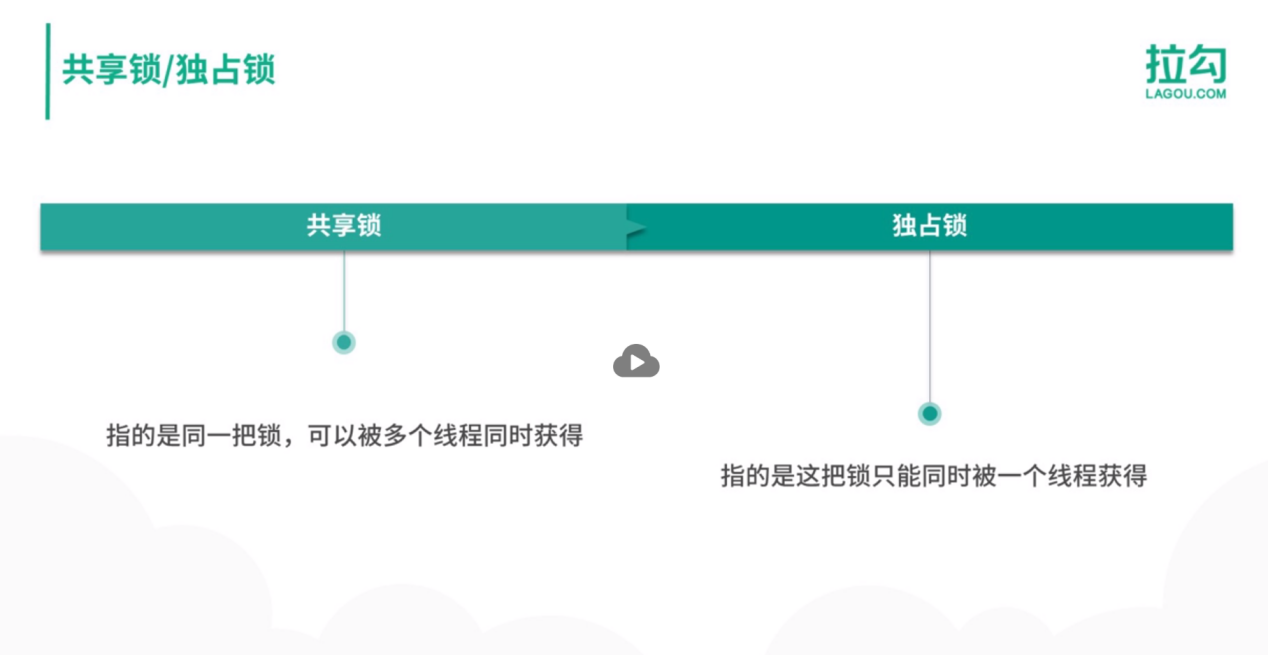 共享锁/独占锁
拉勾
LAGOU.COM
共享锁
独占锁
指的是同一把锁，可以被多个线程同时获得
指的是这把锁只能同时被一个线程获得